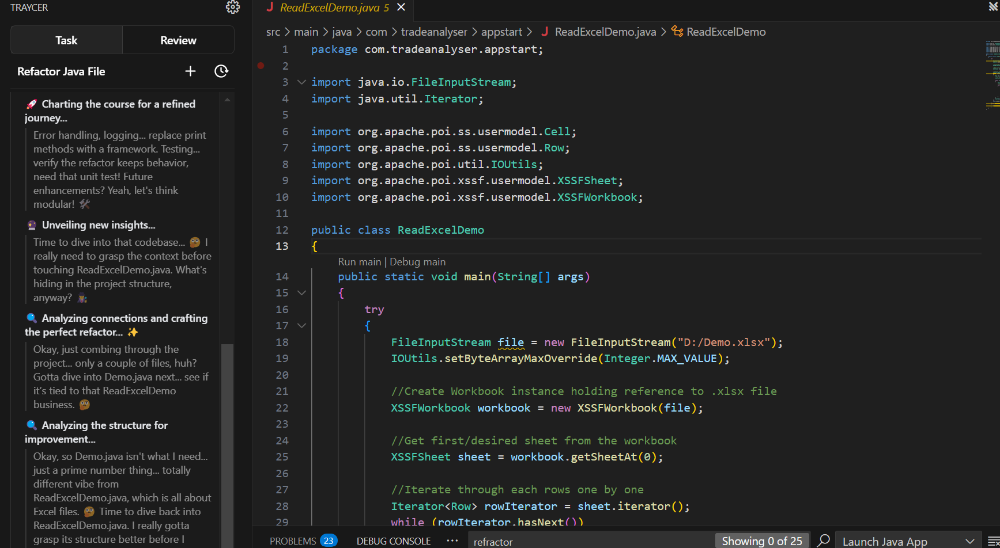 TRAYCER
Task
Review
Refactor Java File
🚀 Charting the course for a refined
journey...
Error handling, logging... replace print
methods with a framework. Testing...
verify the refactor keeps behavior,
need that unit test! Future
enhancements? Yeah, let's think
modular! 🛠️
🔮 Unveiling new insights...
Time to dive into that codebase... 🤔 I
really need to grasp the context before
touching ReadExcelDemo.java. What's
hiding in the project structure,
anyway? 🕵️
🔍 Analyzing connections and crafting
the perfect refactor... ✨
Okay, just combing through the
project... only a couple of files, huh?
Gotta dive into Demo.java next... see if
it's tied to that ReadExcelDemo
business. 🤔
🔍 Analyzing the structure for
improvement...
Okay, so Demo.java isn't what I need...
just a prime number thing... totally
different vibe from
ReadExcelDemo.java, which is all about
Excel files. 🤔 Time to dive back into
ReadExcelDemo.java. I really gotta
grasp its structure better before I
J ReadExcelDemo.java 5
src > main > java > com > tradeanalyser > appstart > J ReadExcelDemo.java > ReadExcelDemo
1 package com.tradeanalyser.appstart;
2
3 import java.io.FileInputStream;
4 import java.util.Iterator;
5
6 import org.apache.poi.ss.usermodel.Cell;
7 import org.apache.poi.ss.usermodel.Row;
8 import org.apache.poi.util.IOUtils;
9 import org.apache.poi.xssf.usermodel.XSSFSheet;
10 import org.apache.poi.xssf.usermodel.XSSFWorkbook;
11
12 public class ReadExcelDemo
13 {
Run main | Debug main
14 public static void main(String[] args)
15 {
16 try
17 {
18 FileInputStream file = new FileInputStream("D:/Demo.xlsx");
19 IOUtils.setByteArrayMaxOverride(Integer.MAX_VALUE);
20
21 //Create Workbook instance holding reference to .xlsx file
22 XSSFWorkbook workbook = new XSSFWorkbook(file);
23
24 //Get first/desired sheet from the workbook
25 XSSFSheet sheet = workbook.getSheetAt(0);
26
27 //Iterate through each rows one by one
28 Iterator<Row> rowIterator = sheet.iterator();
29 while (rowIterator.hasNext())
PROBLEMS 23 DEBUG CONSOLE ··· refractor Showing 0 of 25 Launch Java App